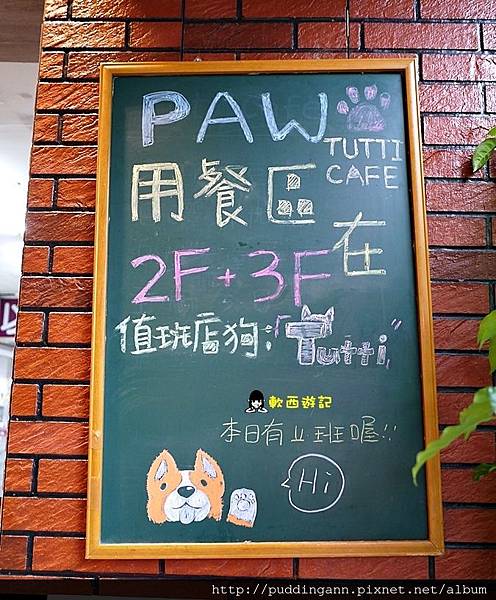 PAW
TUTTI
CAFE
用餐區在
2F+3F
值班店狗:「Tutti」
軟西遊記
本日有上班喔!!
Hi
http://puddingann.pixnet.net/album